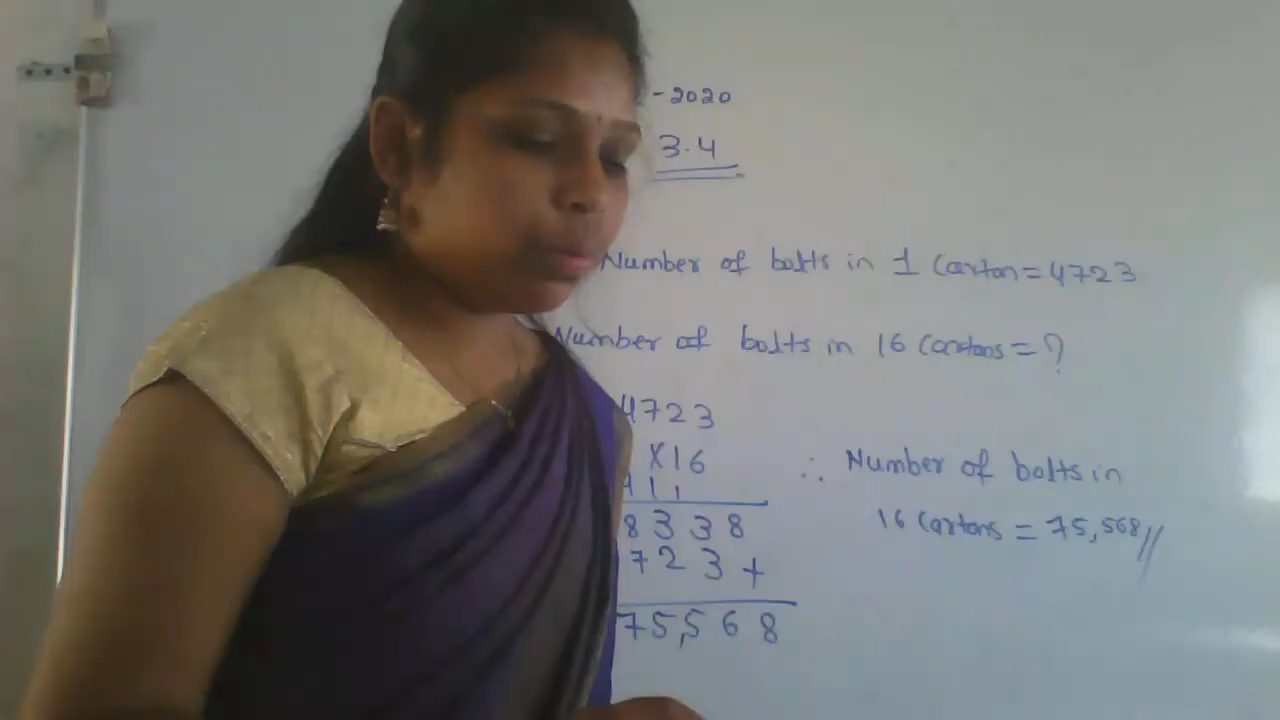 -2020
3.4
Number of bolts in 1 Carton = 4723
Number of bolts in 16 Cartons = ?
4723
X16
411
8338
723+
75,568
∴ Number of bolts in
16 Cartons = 75,568//